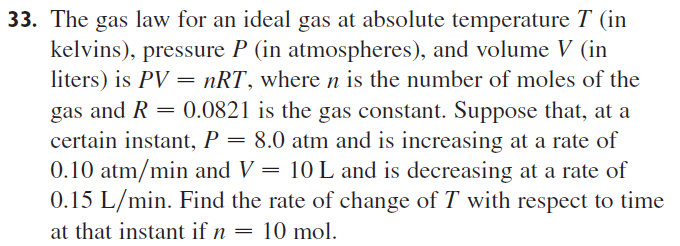 33. The gas law for an ideal gas at absolute temperature T (in
kelvins), pressure P (in atmospheres), and volume V (in
liters) is PV = nRT, where n is the number of moles of the
gas and R = 0.0821 is the gas constant. Suppose that, at a
certain instant, P = 8.0 atm and is increasing at a rate of
0.10 atm/min and V = 10 L and is decreasing at a rate of
0.15 L/min. Find the rate of change of T with respect to time
at that instant if n = 10 mol.